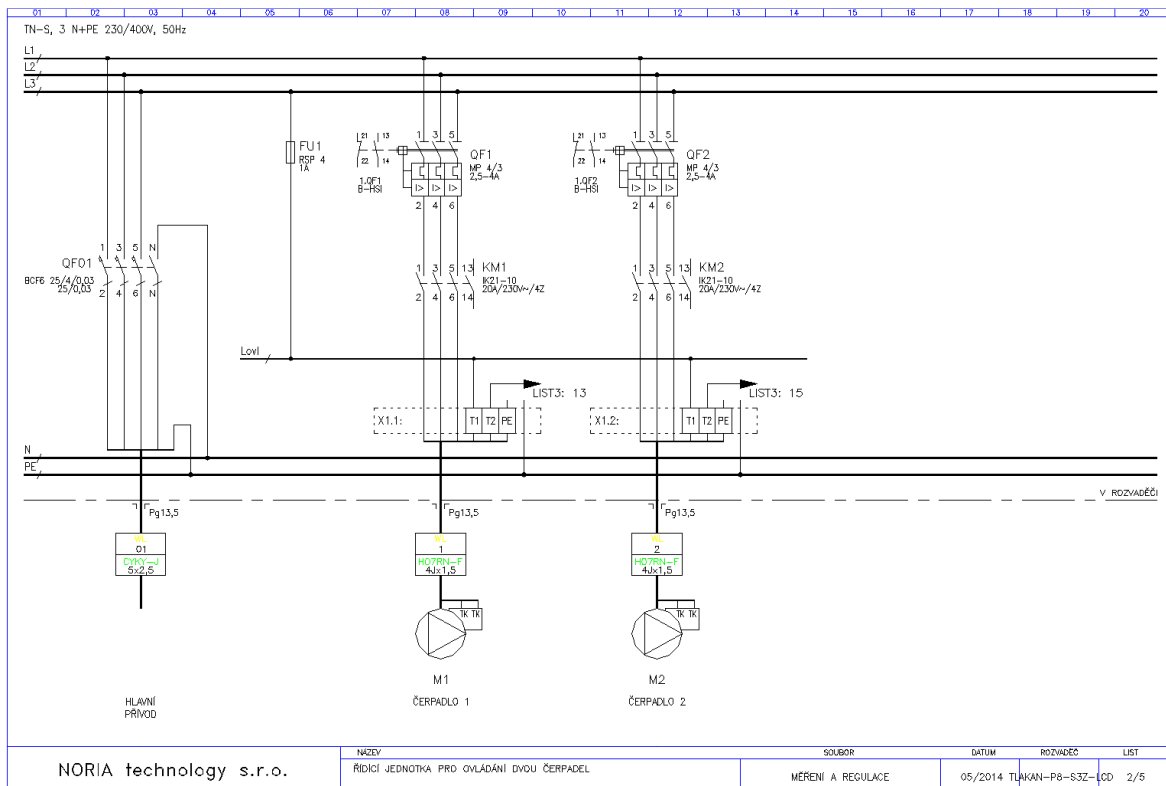 01 02 03 04 05 06 07 08 09 10 11 12 13 14 15 16 17 18 19 20
TN-S, 3 N+PE 230/400V, 50Hz
L1
L2
L3
FU1
RSP 4
1A
21 13
22 14
1.QF1
B-HSI
1 3 5
QF1
MP 4/3
2,5-4A
I> I> I>
2 4 6
21 13
22 14
1.QF2
B-HSI
1 3 5
QF2
MP 4/3
2,5-4A
I> I> I>
2 4 6
QF01
BCF6 25/4/0,03
25/0,03
1 3 5 N
2 4 6 N
1 3 5 13
2 4 6 14
KM1
IK21-10
20A/230V~/4Z
1 3 5 13
2 4 6 14
KM2
IK21-10
20A/230V~/4Z
Lovl
LIST3: 13
LIST3: 15
X1.1:
T1 T2 PE
X1.2:
T1 T2 PE
N
PE
V ROZVADĚČI
Pg13,5
Pg13,5
Pg13,5
WL
01
CYKY-J
5x2,5
WL
1
H07RN-F
4Jx1,5
WL
2
H07RN-F
4Jx1,5
TK TK
TK TK
M1
M2
HLAVNÍ
PŘÍVOD
ČERPADLO 1
ČERPADLO 2
NORIA technology s.r.o.
NÁZEV
ŘÍDÍCÍ JEDNOTKA PRO OVLÁDÁNÍ DVOU ČERPADEL
SOUBOR
MĚŘENÍ A REGULACE
DATUM
05/2014
ROZVADĚČ
TLAKAN-P8-S3Z-LCD
LIST
2/5